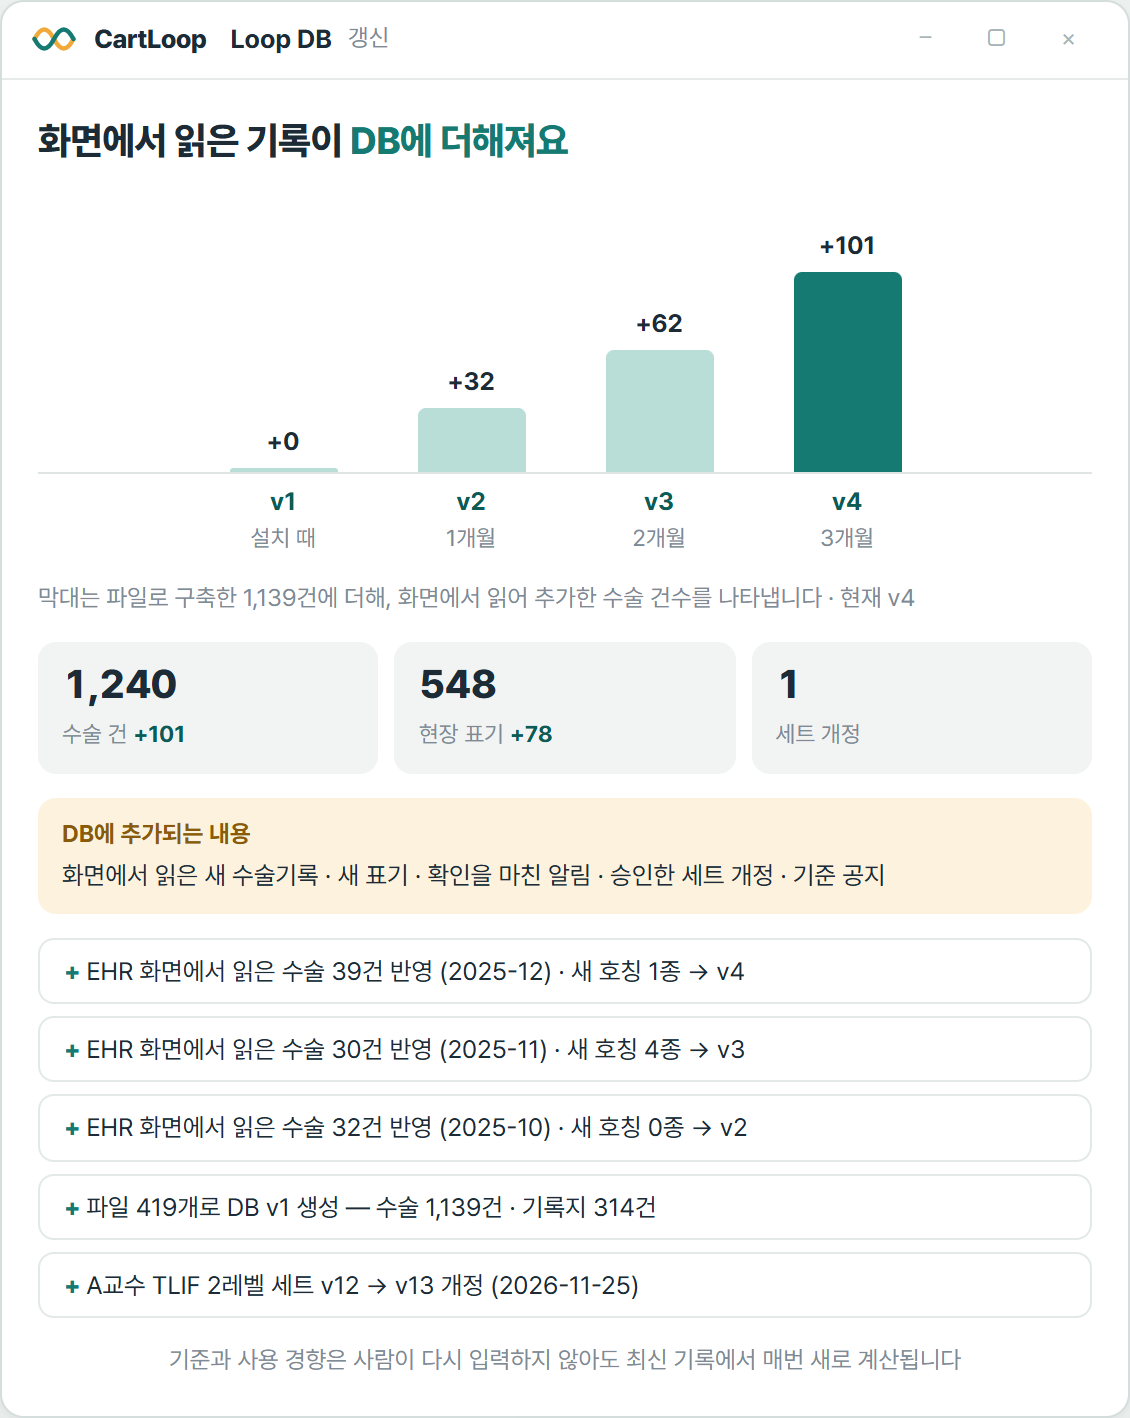 CartLoop Loop DB 갱신
화면에서 읽은 기록이 DB에 더해져요
+0
+32
+62
+101
v1
v2
v3
v4
설치 때
1개월
2개월
3개월
막대는 파일로 구축한 1,139건에 더해, 화면에서 읽어 추가한 수술 건수를 나타냅니다 · 현재 v4
1,240
수술 건 +101
548
현장 표기 +78
1
세트 개정
DB에 추가되는 내용
화면에서 읽은 새 수술기록 · 새 표기 · 확인을 마친 알림 · 승인한 세트 개정 · 기준 공지
+ EHR 화면에서 읽은 수술 39건 반영 (2025-12) · 새 호칭 1종 → v4
+ EHR 화면에서 읽은 수술 30건 반영 (2025-11) · 새 호칭 4종 → v3
+ EHR 화면에서 읽은 수술 32건 반영 (2025-10) · 새 호칭 0종 → v2
+ 파일 419개로 DB v1 생성 — 수술 1,139건 · 기록지 314건
+ A교수 TLIF 2레벨 세트 v12 → v13 개정 (2026-11-25)
기준과 사용 경향은 사람이 다시 입력하지 않아도 최신 기록에서 매번 새로 계산됩니다